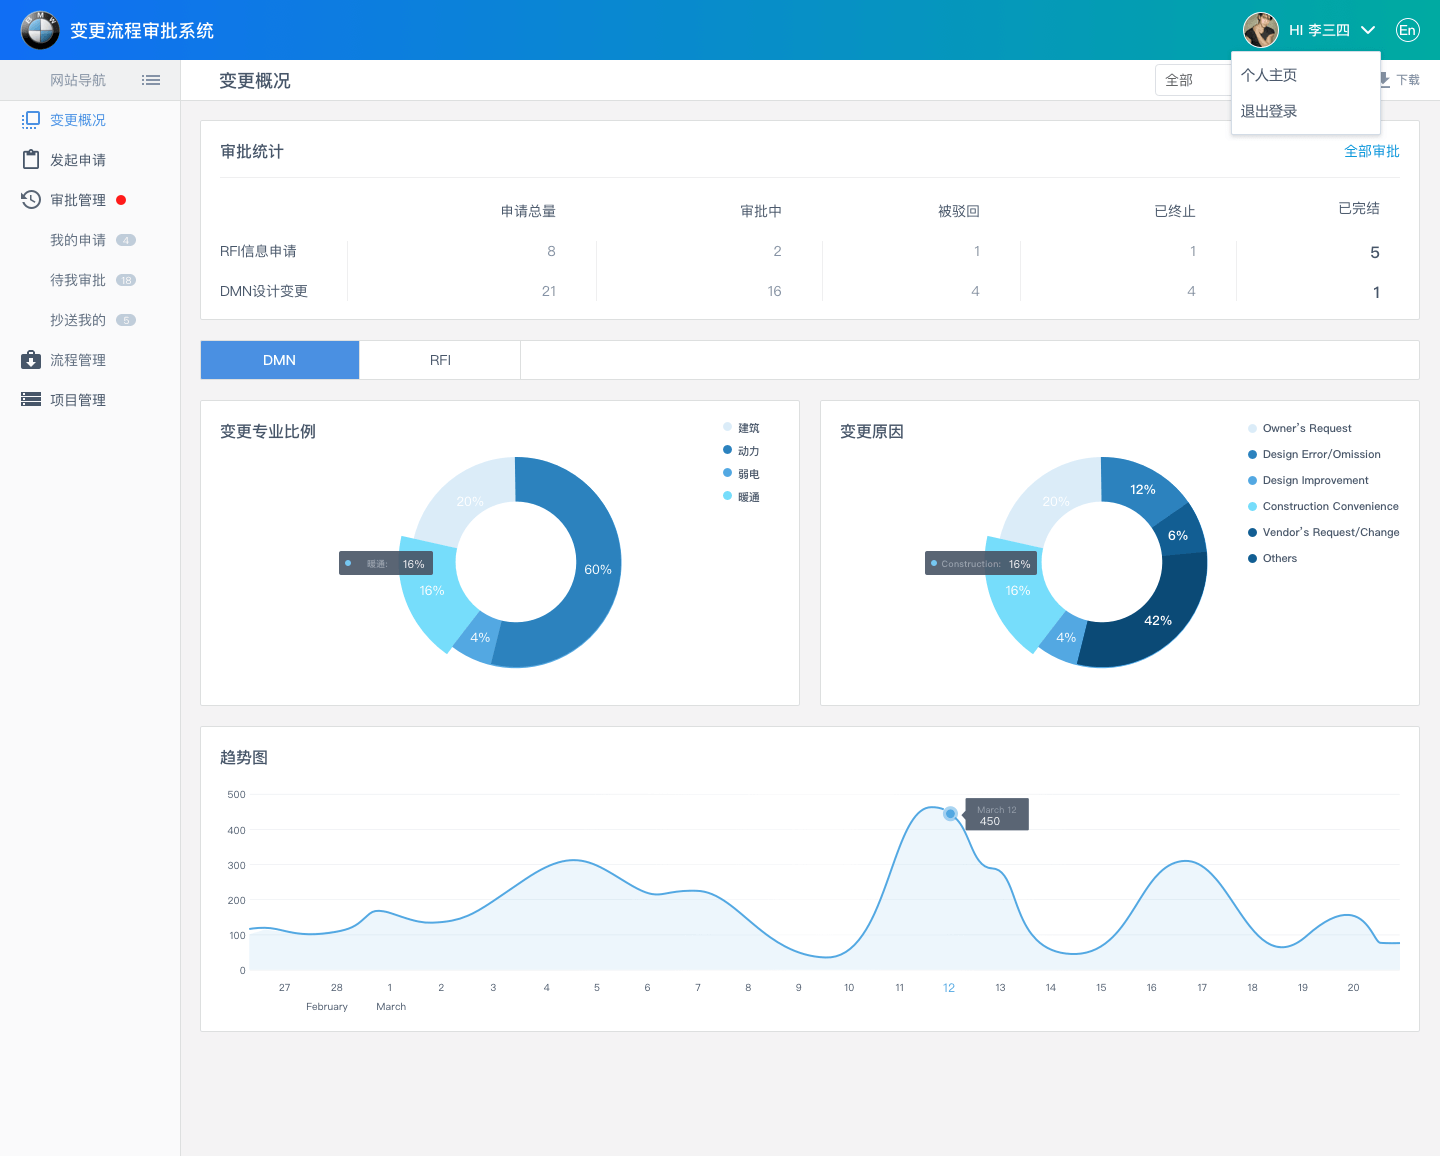 BMW
变更流程审批系统
HI 李三四
En
网站导航
变更概况
全部
下载
个人主页
退出登录
变更概况
发起申请
审批管理
我的申请 4
待我审批 18
抄送我的 5
流程管理
项目管理
审批统计
全部审批
申请总量 审批中 被驳回 已终止 已完结
RFI信息申请 8 2 1 1 5
DMN设计变更 21 16 4 4 1
DMN RFI
变更专业比例
建筑
动力
弱电
暖通
20%
60%
暖通: 16%
16%
4%
变更原因
Owner's Request
Design Error/Omission
Design Improvement
Construction Convenience
Vendor's Request/Change
Others
20%
12%
6%
Construction: 16%
16%
42%
4%
趋势图
500
400
300
200
100
0
March 12
450
27 28 1 2 3 4 5 6 7 8 9 10 11 12 13 14 15 16 17 18 19 20
February March